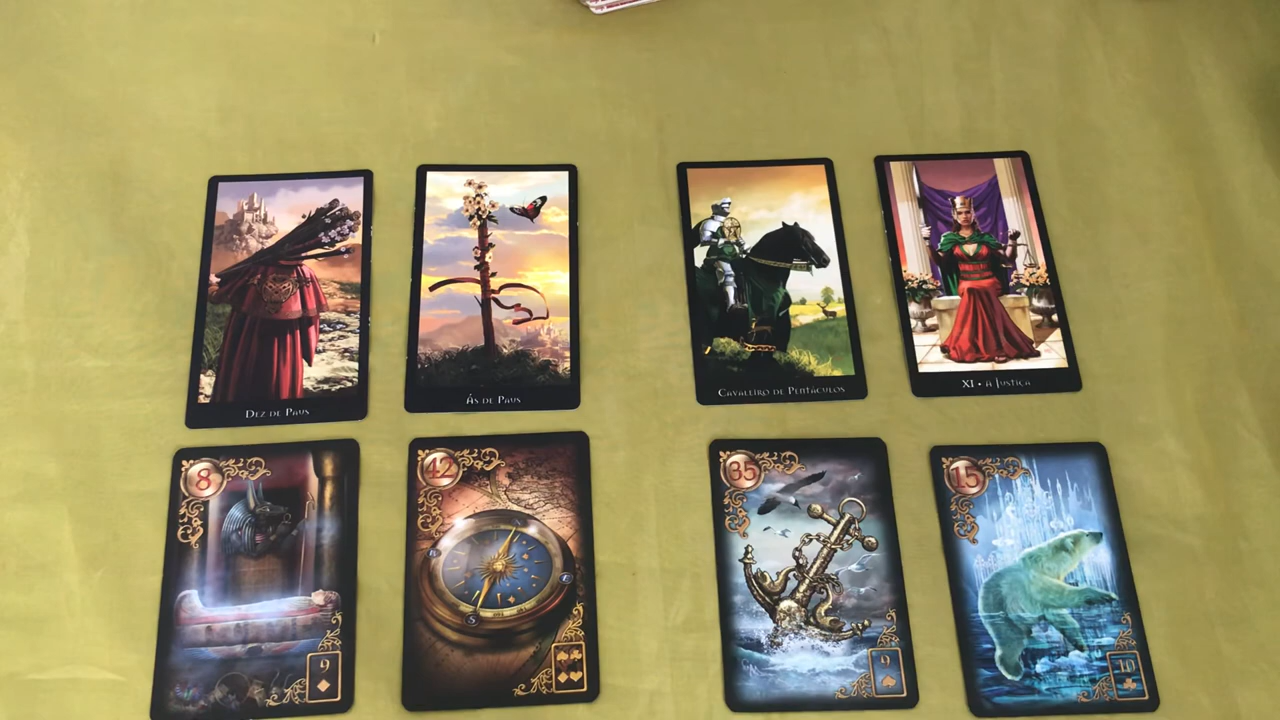 Dez de Paus
Ás de Paus
Cavaleiro de Pentáculos
XI • A Justiça
8
42
35
15
9
S
9
10